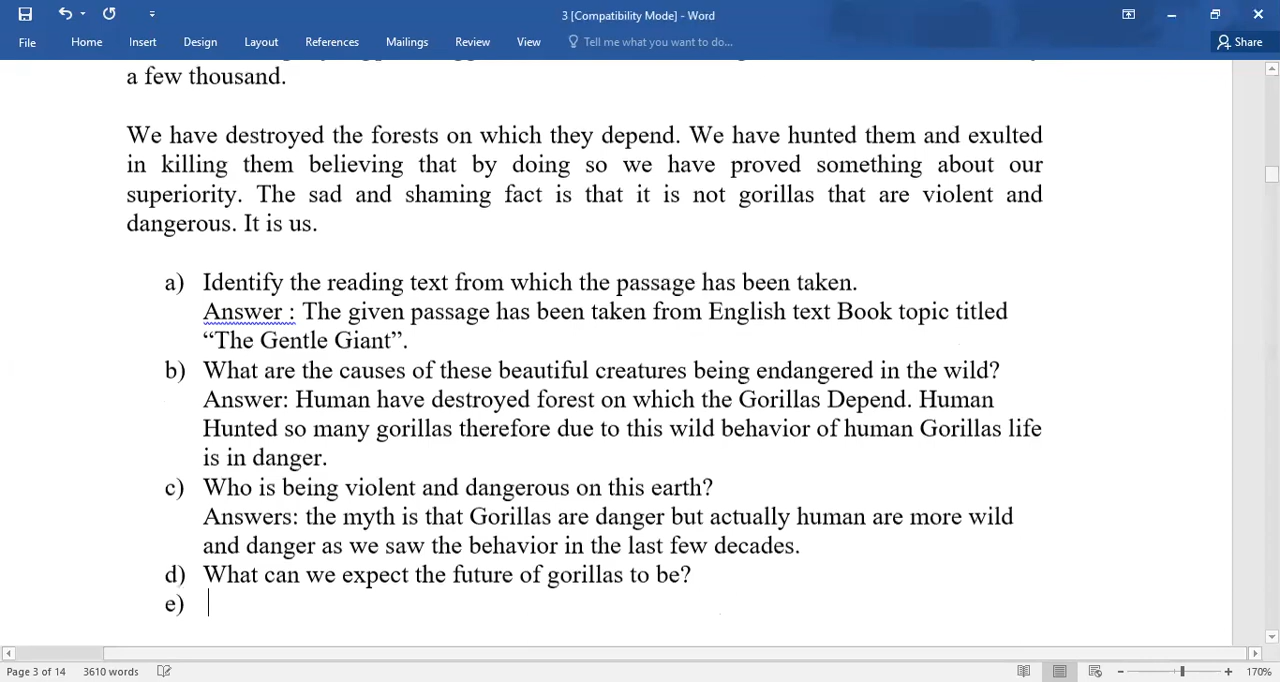 3 [Compatibility Mode] - Word
File Home Insert Design Layout References Mailings Review View Tell me what you want to do... Share
a few thousand.
We have destroyed the forests on which they depend. We have hunted them and exulted
in killing them believing that by doing so we have proved something about our
superiority. The sad and shaming fact is that it is not gorillas that are violent and
dangerous. It is us.
a) Identify the reading text from which the passage has been taken.
Answer : The given passage has been taken from English text Book topic titled
“The Gentle Giant”.
b) What are the causes of these beautiful creatures being endangered in the wild?
Answer: Human have destroyed forest on which the Gorillas Depend. Human
Hunted so many gorillas therefore due to this wild behavior of human Gorillas life
is in danger.
c) Who is being violent and dangerous on this earth?
Answers: the myth is that Gorillas are danger but actually human are more wild
and danger as we saw the behavior in the last few decades.
d) What can we expect the future of gorillas to be?
e)
Page 3 of 14 3610 words 170%